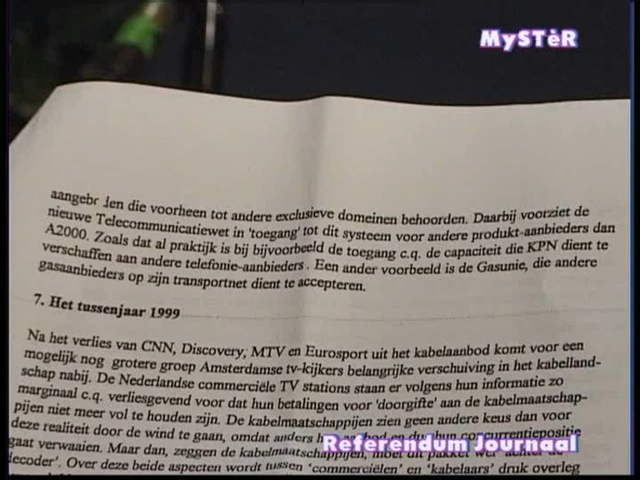 MySTèR
aangebr den die voorheen tot andere exclusieve domeinen behoorden. Daarbij voorziet de
nieuwe Telecommunicatiewet in 'toegang' tot dit systeem voor andere produkt-aanbieders dan
A2000. Zoals dat al praktijk is bij bijvoorbeeld de toegang c.q. de capaciteit die KPN dient te
verschaffen aan andere telefonie-aanbieders. Een ander voorbeeld is de Gasunie, die andere
gasaanbieders op zijn transportnet dient te accepteren.
7. Het tussenjaar 1999
Na het verlies van CNN, Discovery, MTV en Eurosport uit het kabelaanbod komt voor een
mogelijk nog grotere groep Amsterdamse tv-kijkers belangrijke verschuiving in het kabelland-
schap nabij. De Nederlandse commerciële TV stations staan er volgens hun informatie zo
marginaal c.q. verliesgevend voor dat hun betalingen voor 'doorgifte' aan de kabelmaatschap-
pijen niet meer vol te houden zijn. De kabelmaatschappijen zien geen andere keus dan voor
deze realiteit door de wind te gaan, omdat anders concurrentiepositie
gaat verwaaien. Maar dan, zeggen de kabelmaatschappijen, moet dit pakket
decoder'. Over deze beide aspecten wordt tussen 'commerciëlen' en 'kabelaars' druk overleg
Referendum Journaal